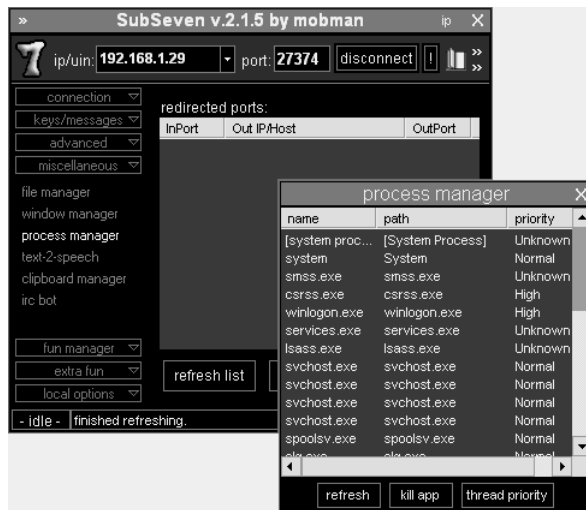 » SubSeven v.2.1.5 by mobman ip X
7 ip/uin: 192.168.1.29 port: 27374 disconnect ! » »
connection
keys/messages
advanced
miscellaneous
file manager
window manager
process manager
text-2-speech
clipboard manager
irc bot
fun manager
extra fun
local options
redirected ports:
InPort Out IP/Host OutPort
refresh list
- idle - finished refreshing.
process manager X
name path priority
[system proc... [System Process] Unknown
system System Normal
smss.exe smss.exe Unknown
csrss.exe csrss.exe High
winlogon.exe winlogon.exe High
services.exe services.exe Unknown
lsass.exe lsass.exe Unknown
svchost.exe svchost.exe Normal
svchost.exe svchost.exe Normal
svchost.exe svchost.exe Normal
svchost.exe svchost.exe Normal
spoolsv.exe spoolsv.exe Normal
refresh kill app thread priority